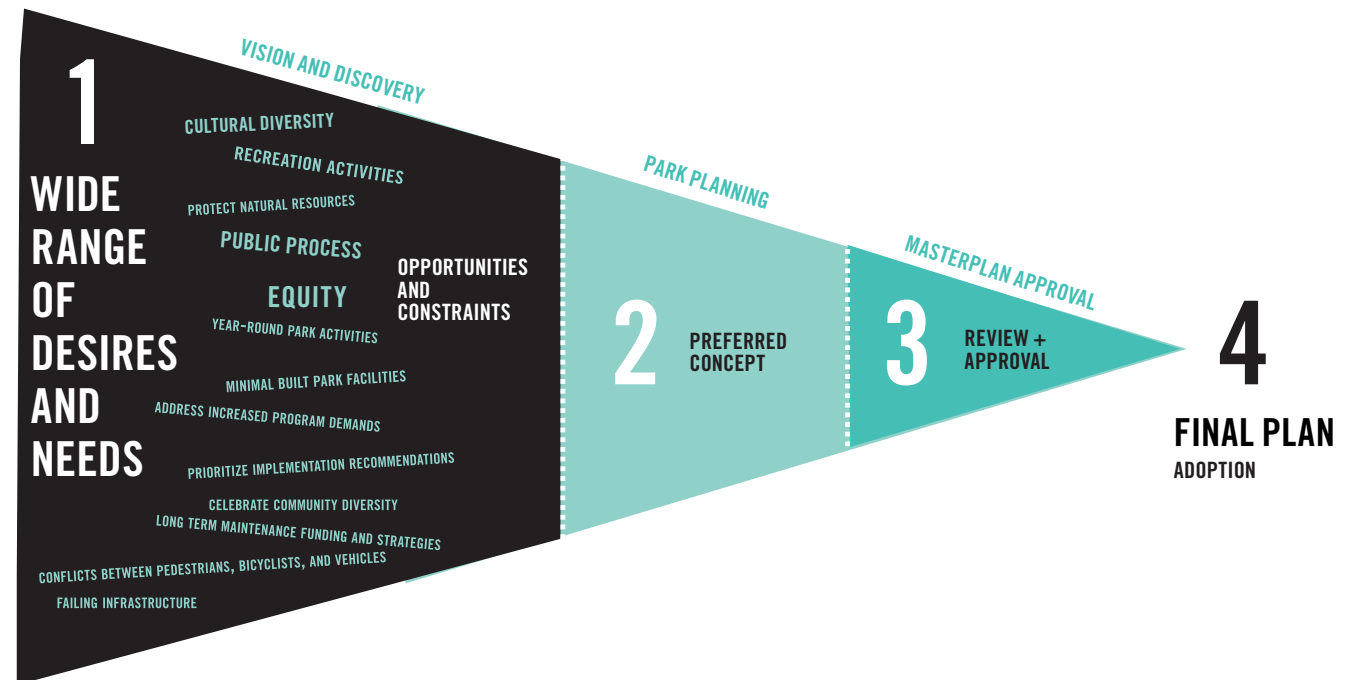 1
WIDE
RANGE
OF
DESIRES
AND
NEEDS
VISION AND DISCOVERY
CULTURAL DIVERSITY
RECREATION ACTIVITIES
PROTECT NATURAL RESOURCES
PUBLIC PROCESS
EQUITY
YEAR-ROUND PARK ACTIVITIES
MINIMAL BUILT PARK FACILITIES
ADDRESS INCREASED PROGRAM DEMANDS
PRIORITIZE IMPLEMENTATION RECOMMENDATIONS
CELEBRATE COMMUNITY DIVERSITY
LONG TERM MAINTENANCE FUNDING AND STRATEGIES
CONFLICTS BETWEEN PEDESTRIANS, BICYCLISTS, AND VEHICLES
FAILING INFRASTRUCTURE
OPPORTUNITIES
AND
CONSTRAINTS
PARK PLANNING
2
PREFERRED
CONCEPT
MASTERPLAN APPROVAL
3
REVIEW +
APPROVAL
4
FINAL PLAN
ADOPTION